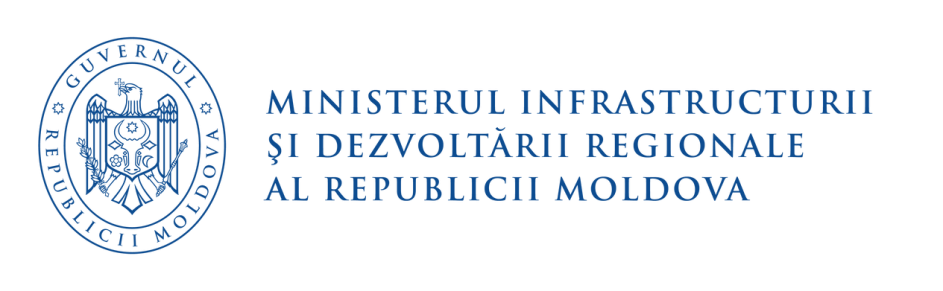 GUVERNUL
REPUBLICII MOLDOVA
MINISTERUL INFRASTRUCTURII
ŞI DEZVOLTĂRII REGIONALE
AL REPUBLICII MOLDOVA